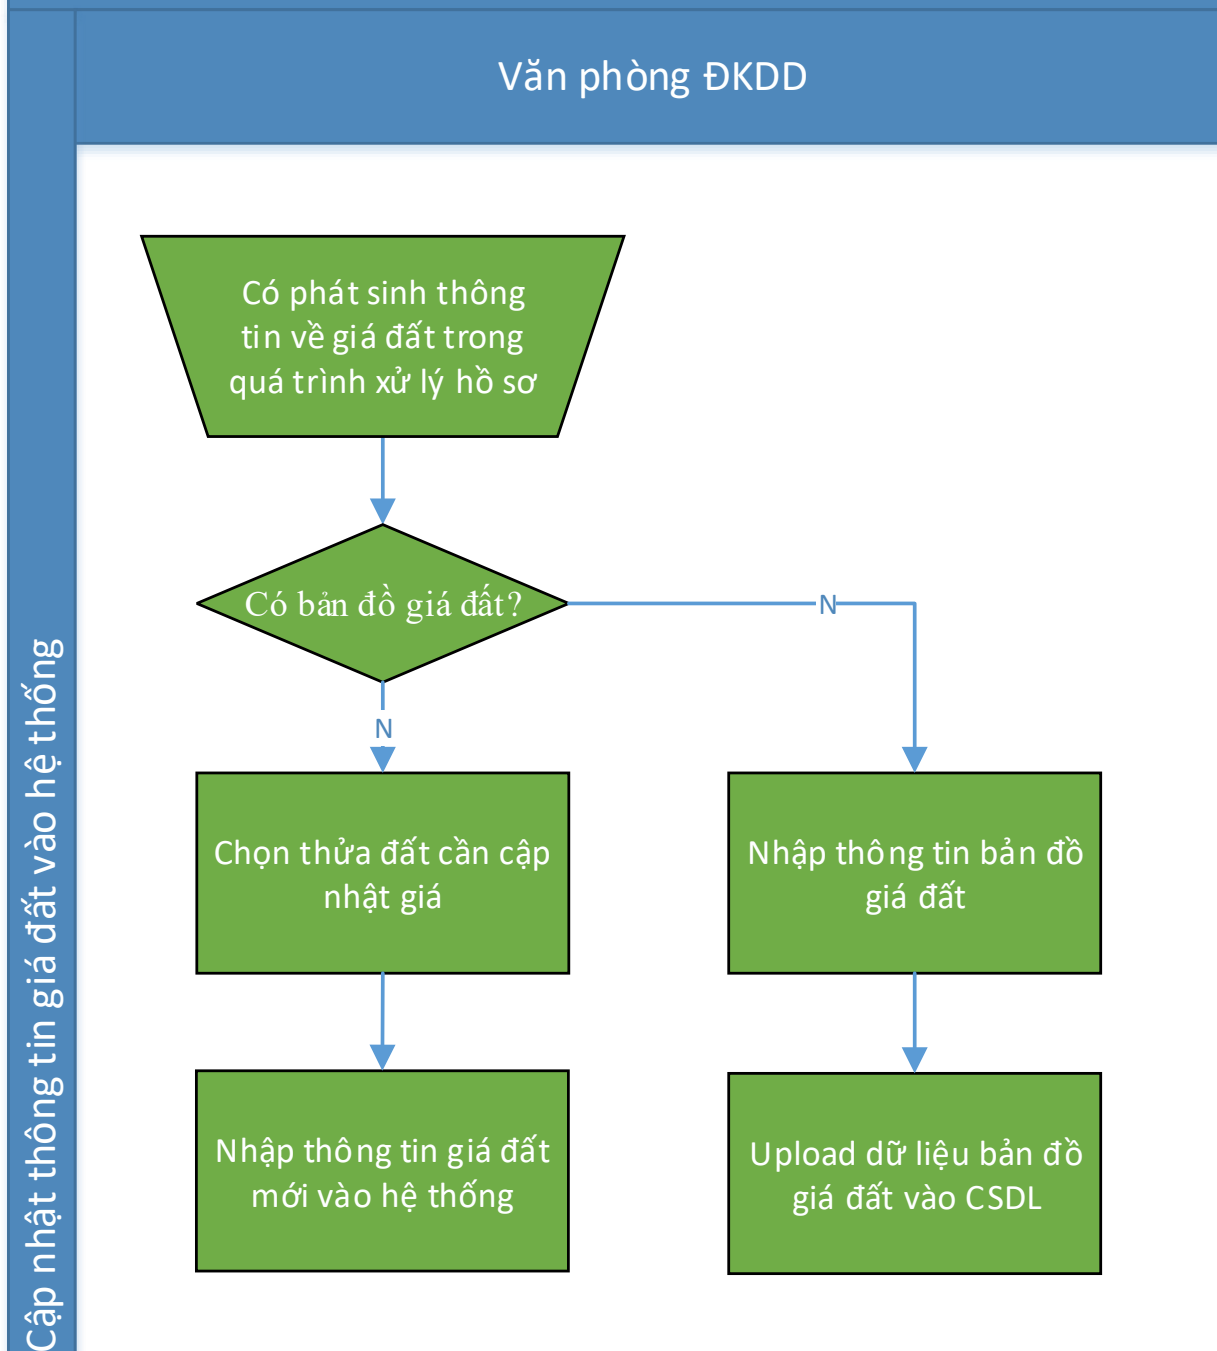 Văn phòng ĐKDD
Cập nhật thông tin giá đất vào hệ thống
Có phát sinh thông
tin về giá đất trong
quá trình xử lý hồ sơ
Có bản đồ giá đất?
N
N
Chọn thửa đất cần cập
nhật giá
Nhập thông tin bản đồ
giá đất
Nhập thông tin giá đất
mới vào hệ thống
Upload dữ liệu bản đồ
giá đất vào CSDL